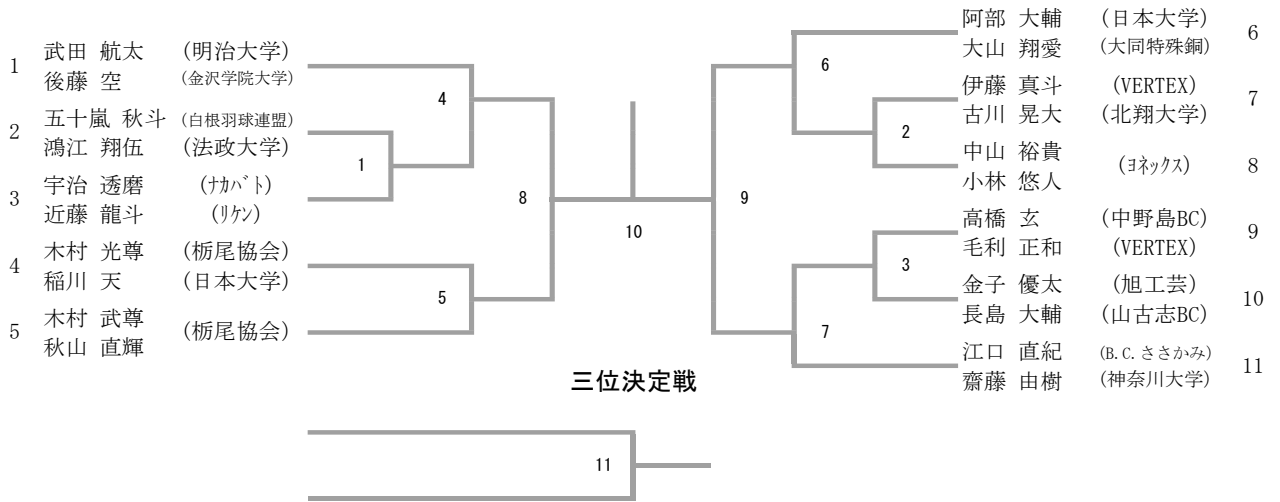 1 武田 航太 (明治大学)
後藤 空 (金沢学院大学)
2 五十嵐 秋斗 (白根羽球連盟)
鴻江 翔伍 (法政大学)
3 宇治 透磨 (ﾅｶﾊﾞﾄ)
近藤 龍斗 (ﾘｹﾝ)
4 木村 光尊 (栃尾協会)
稲川 天 (日本大学)
5 木村 武尊 (栃尾協会)
秋山 直輝
4
1
8
5
10
阿部 大輔 (日本大学) 6
大山 翔愛 (大同特殊銅)
伊藤 真斗 (VERTEX) 7
古川 晃大 (北翔大学)
中山 裕貴 (ﾖﾈｯｸｽ) 8
小林 悠人
高橋 玄 (中野島BC) 9
毛利 正和 (VERTEX)
金子 優太 (旭工芸) 10
長島 大輔 (山古志BC)
江口 直紀 (B.C.ささかみ) 11
齋藤 由樹 (神奈川大学)
6
2
9
3
7
三位決定戦
11